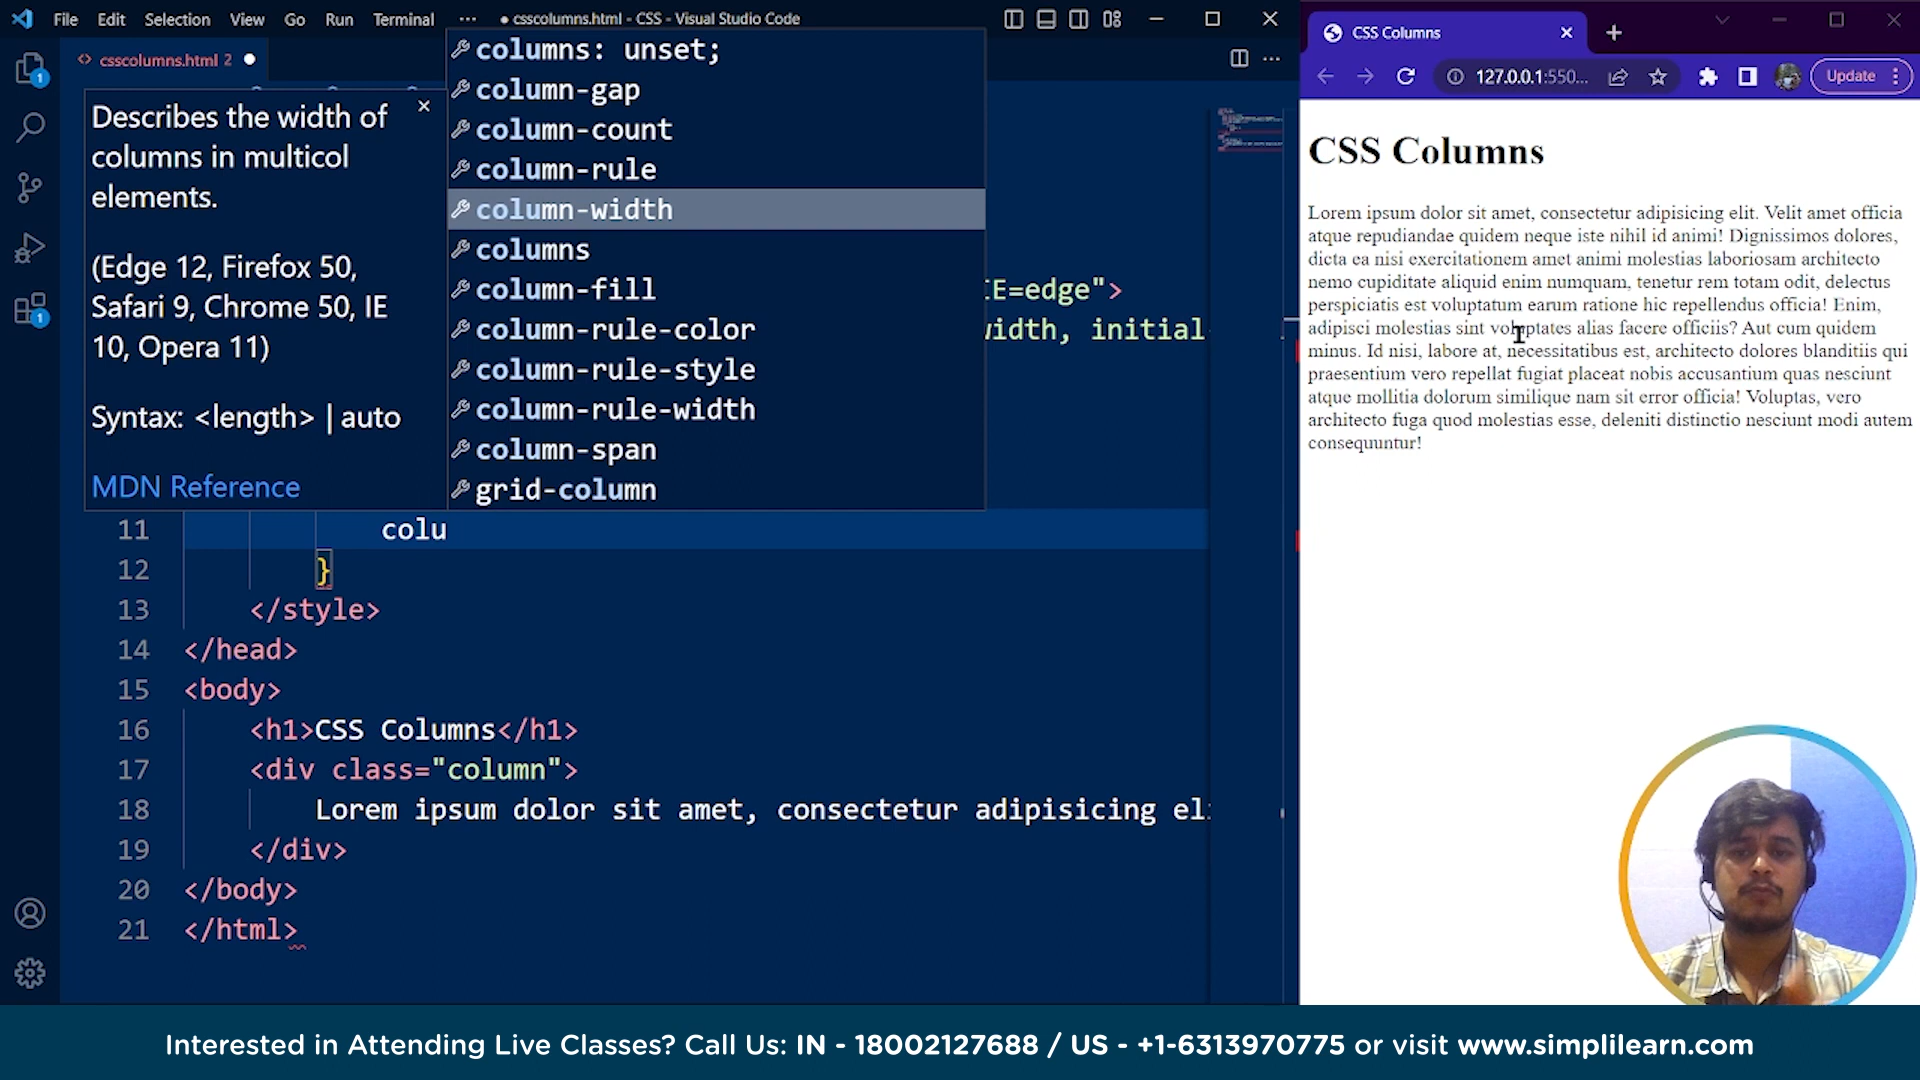 File Edit Selection View Go Run Terminal ··· ● csscolumns.html - CSS - Visual Studio Code
<> csscolumns.html 2 ●
Describes the width of
columns in multicol
elements.
(Edge 12, Firefox 50,
Safari 9, Chrome 50, IE
10, Opera 11)
Syntax: <length> | auto
MDN Reference
columns: unset;
column-gap
column-count
column-rule
column-width
columns
column-fill
column-rule-color
column-rule-style
column-rule-width
column-span
grid-column
IE=edge">
width, initial-
11 colu
12 }
13 </style>
14 </head>
15 <body>
16 <h1>CSS Columns</h1>
17 <div class="column">
18 Lorem ipsum dolor sit amet, consectetur adipisicing eli
19 </div>
20 </body>
21 </html>
1
1
CSS Columns
127.0.0.1:550...
Update
CSS Columns
Lorem ipsum dolor sit amet, consectetur adipisicing elit. Velit amet officia
atque repudiandae quidem neque iste nihil id animi! Dignissimos dolores,
dicta ea nisi exercitationem amet animi molestias laboriosam architecto
nemo cupiditate aliquid enim numquam, tenetur rem totam odit, delectus
perspiciatis est voluptatum earum ratione hic repellendus officia! Enim,
adipisci molestias sint voluptates alias facere officiis? Aut cum quidem
minus. Id nisi, labore at, necessitatibus est, architecto dolores blanditiis qui
praesentium vero repellat fugiat placeat nobis accusantium quas nesciunt
atque mollitia dolorum similique nam sit error officia! Voluptas, vero
architecto fuga quod molestias esse, deleniti distinctio nesciunt modi autem
consequuntur!
Interested in Attending Live Classes? Call Us: IN - 18002127688 / US - +1-6313970775 or visit www.simplilearn.com